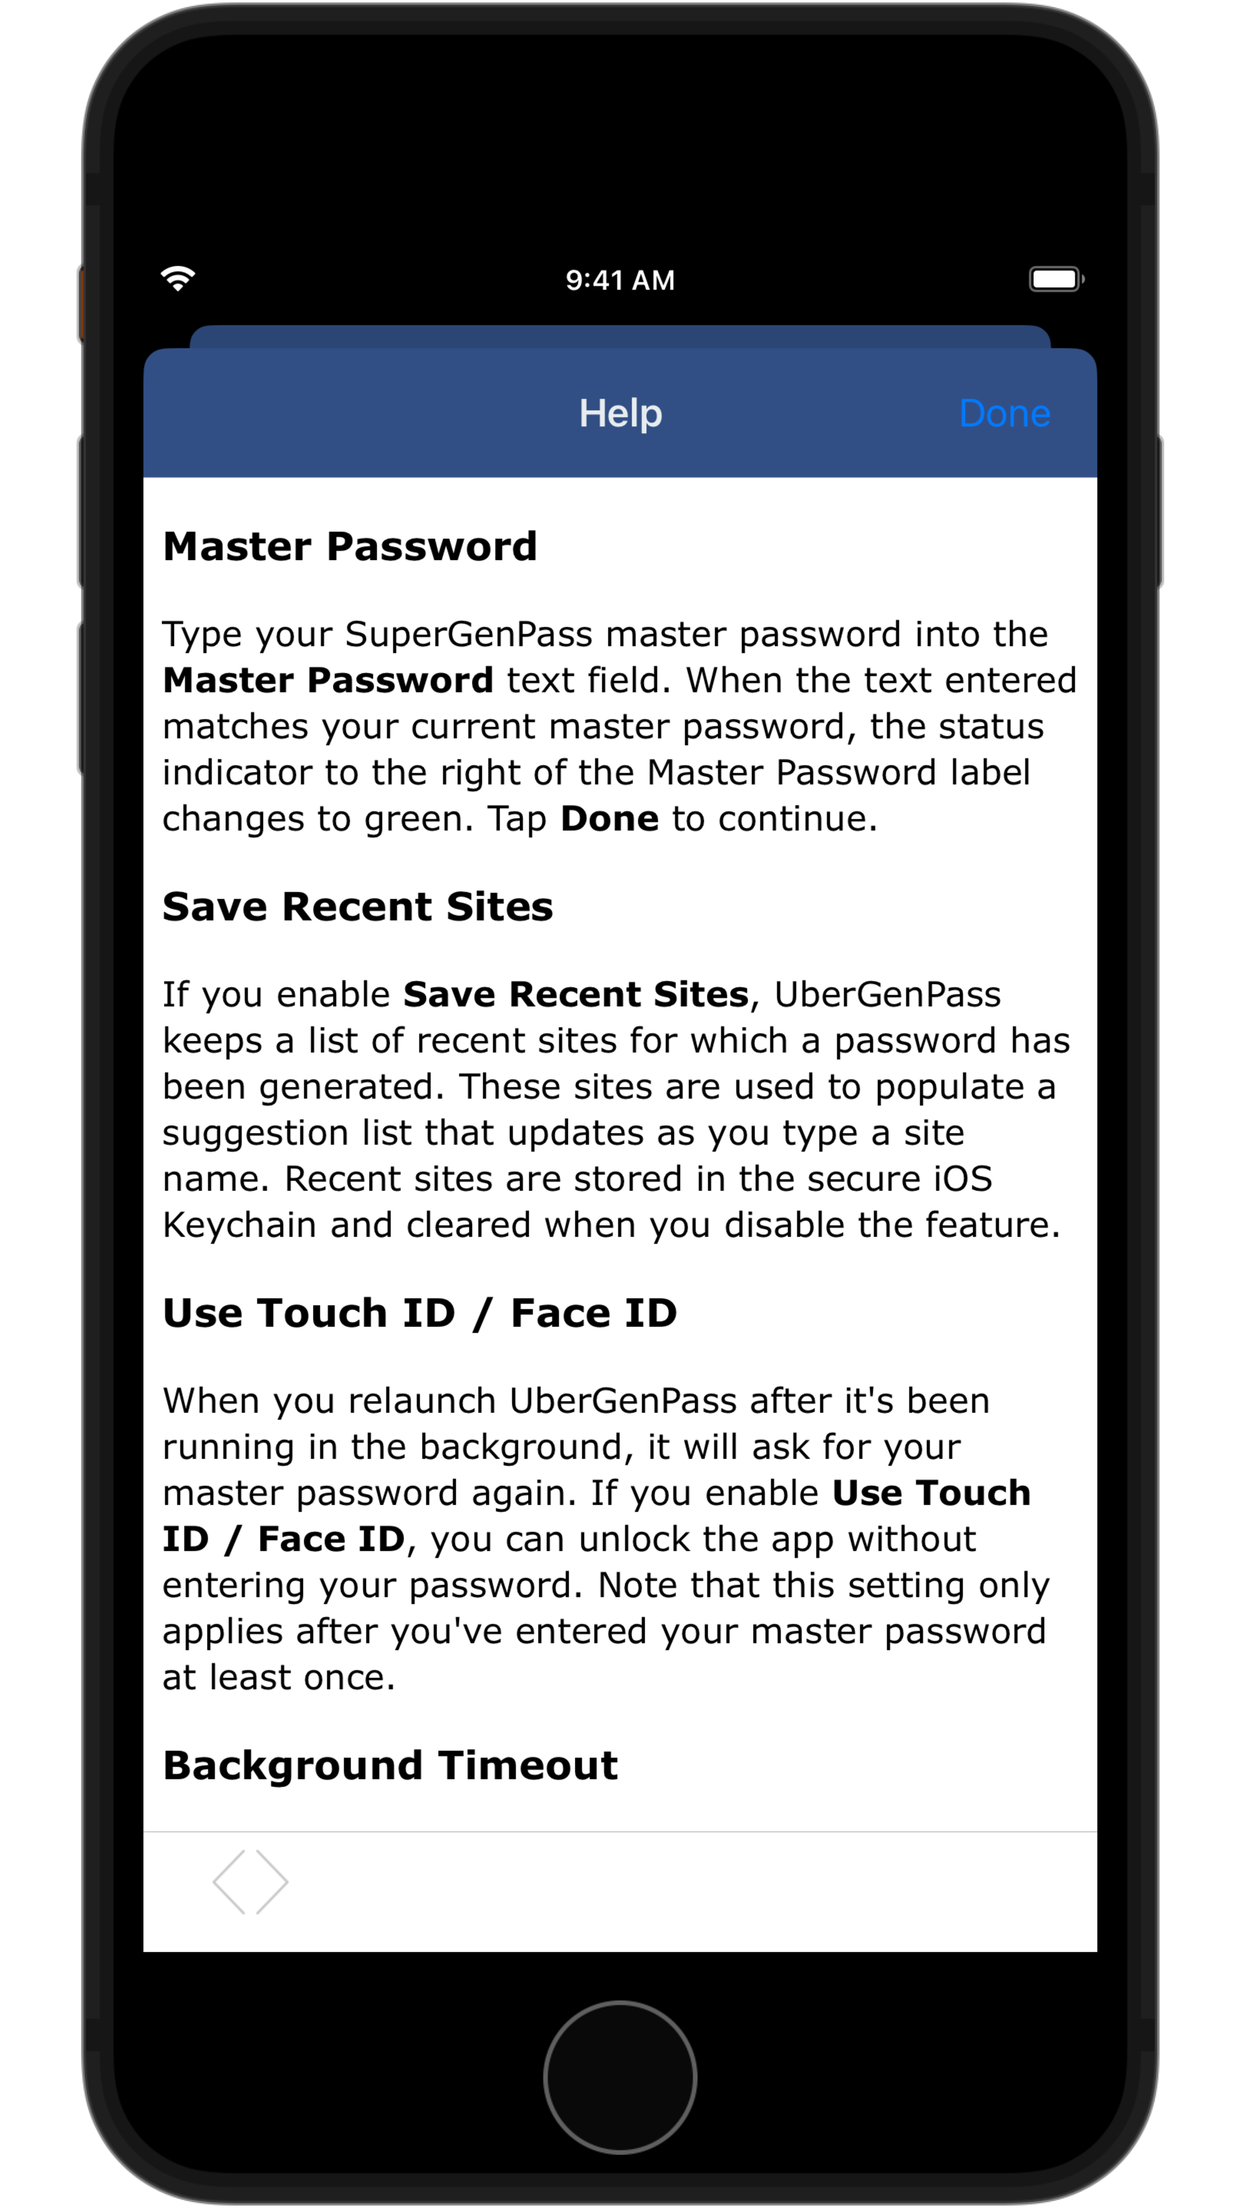 9:41 AM
Help
Done
Master Password
Type your SuperGenPass master password into the
Master Password text field. When the text entered
matches your current master password, the status
indicator to the right of the Master Password label
changes to green. Tap Done to continue.
Save Recent Sites
If you enable Save Recent Sites, UberGenPass
keeps a list of recent sites for which a password has
been generated. These sites are used to populate a
suggestion list that updates as you type a site
name. Recent sites are stored in the secure iOS
Keychain and cleared when you disable the feature.
Use Touch ID / Face ID
When you relaunch UberGenPass after it's been
running in the background, it will ask for your
master password again. If you enable Use Touch
ID / Face ID, you can unlock the app without
entering your password. Note that this setting only
applies after you've entered your master password
at least once.
Background Timeout